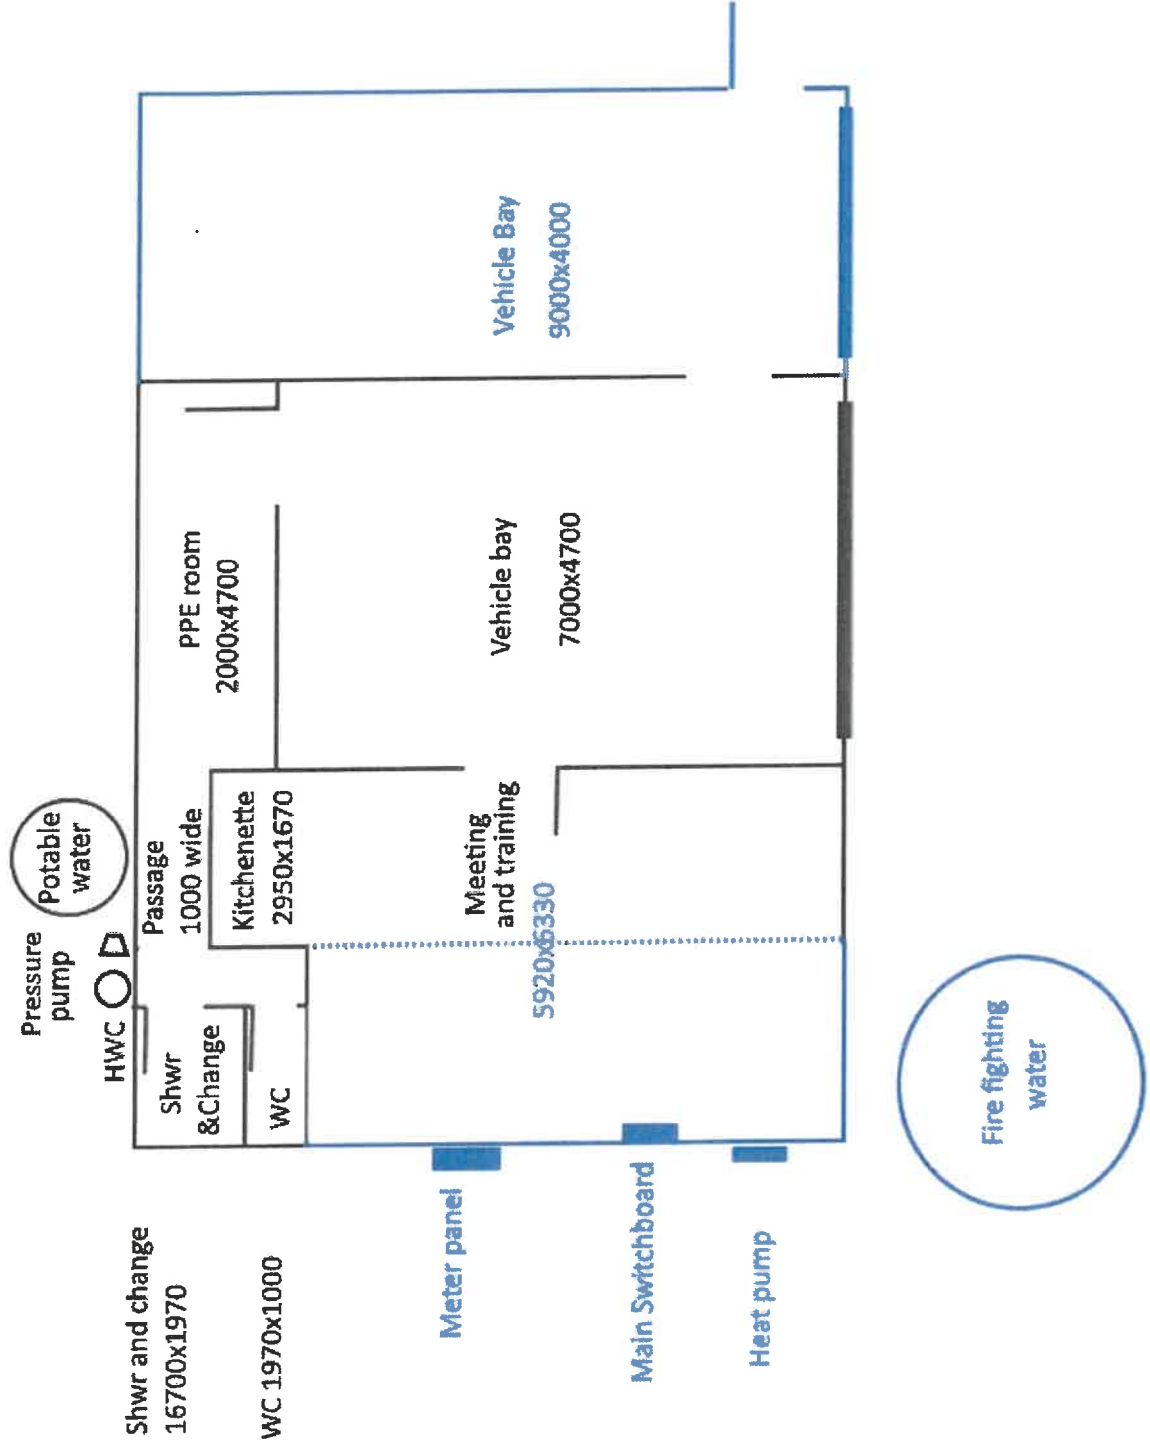 Pressure
pump
Potable
water
HWC
Shwr and change
16700x1970
Shwr
&Change
Passage
1000 wide
PPE room
2000x4700
WC 1970x1000
WC
Kitchenette
2950x1670
Meter panel
Meeting
and training
5920x6330
Vehicle bay
7000x4700
Vehicle Bay
9000x4000
Main Switchboard
Heat pump
Fire fighting
water